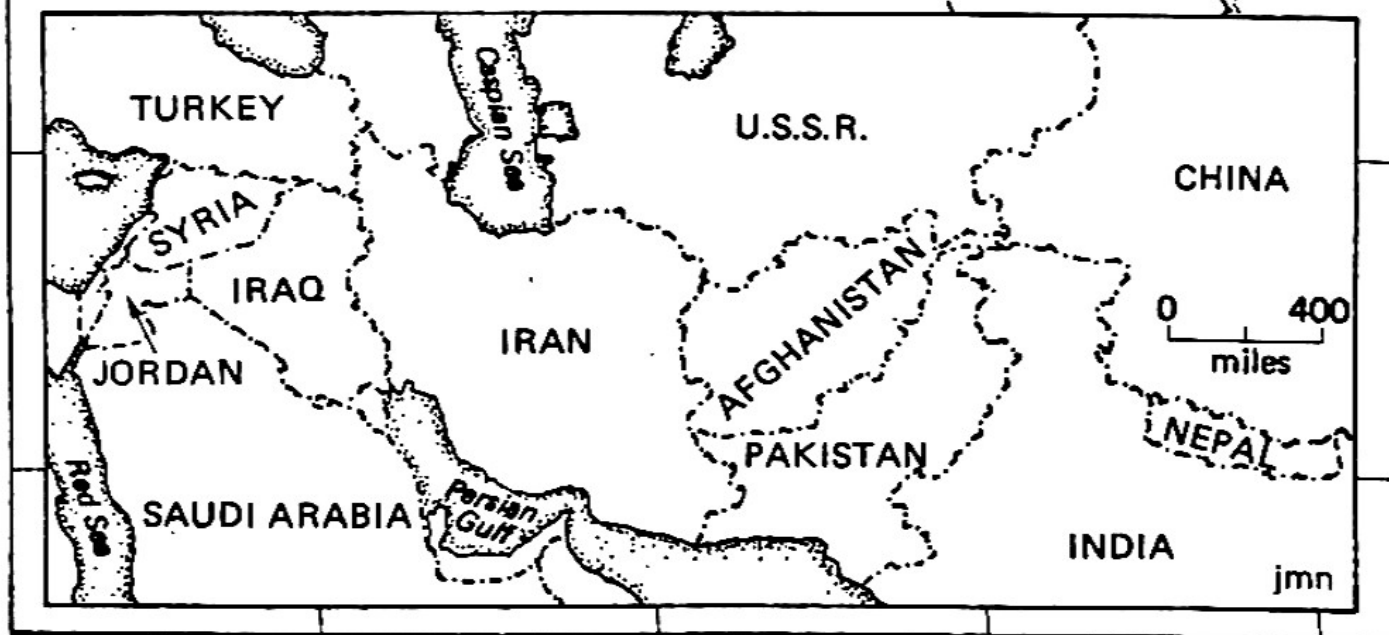 TURKEY
Caspian Sea
U.S.S.R.
CHINA
SYRIA
IRAQ
IRAN
AFGHANISTAN
0 400
miles
JORDAN
NEPAL
PAKISTAN
Red Sea
SAUDI ARABIA
Persian
Gulf
INDIA
jmn